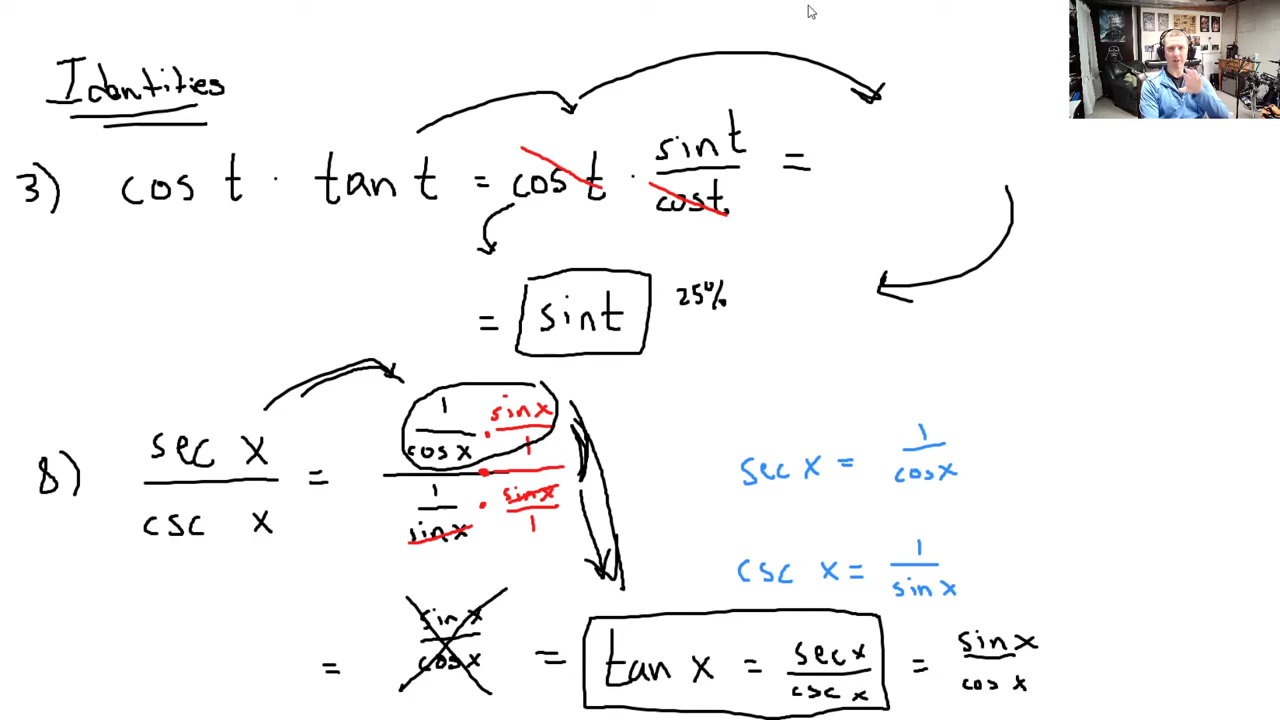 Identities
3) cos t · tan t = cos t · sin t / cos t =
= sin t 25%
8) sec x / csc x = 1 / cos x · sin x / 1 / 1 / sin x · sin x / 1
sec x = 1 / cos x
csc x = 1 / sin x
= sin x / cos x = tan x = sec x / csc x = sin x / cos x